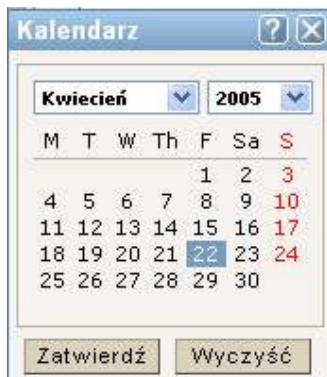 Kalendarz ? X
Kwiecień 2005
M T W Th F Sa S
1 2 3
4 5 6 7 8 9 10
11 12 13 14 15 16 17
18 19 20 21 22 23 24
25 26 27 28 29 30
Zatwierdź Wyczyść